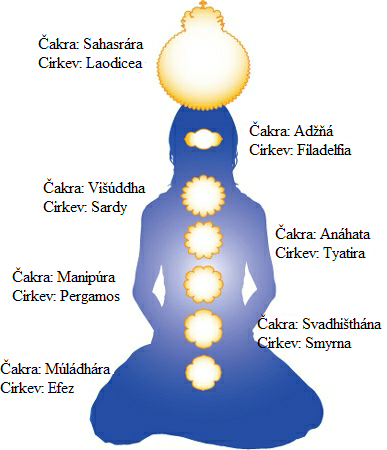 Čakra: Sahasrára
Cirkev: Laodicea
Čakra: Adžňá
Cirkev: Filadelfia
Čakra: Višúddha
Cirkev: Sardy
Čakra: Anáhata
Cirkev: Tyatira
Čakra: Manipúra
Cirkev: Pergamos
Čakra: Svadhišthána
Cirkev: Smyrna
Čakra: Múládhára
Cirkev: Efez